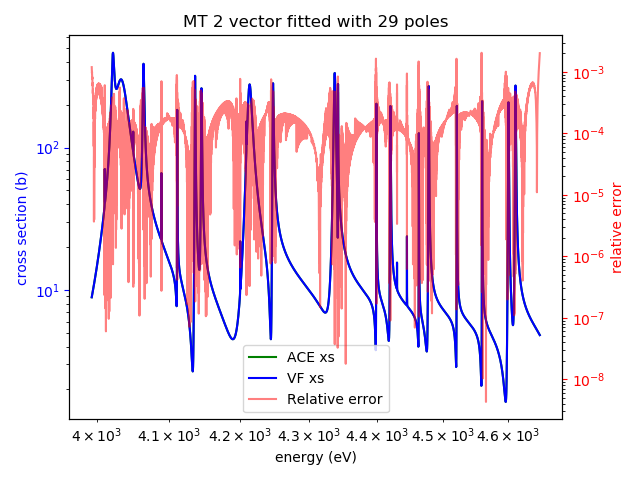 MT 2 vector fitted with 29 poles
cross section (b)
10²
10¹
10⁻³
10⁻⁴
10⁻⁵
10⁻⁶
10⁻⁷
10⁻⁸
relative error
ACE xs
VF xs
Relative error
4 × 10³ 4.1 × 10³ 4.2 × 10³ 4.3 × 10³ 4.4 × 10³ 4.5 × 10³ 4.6 × 10³
energy (eV)